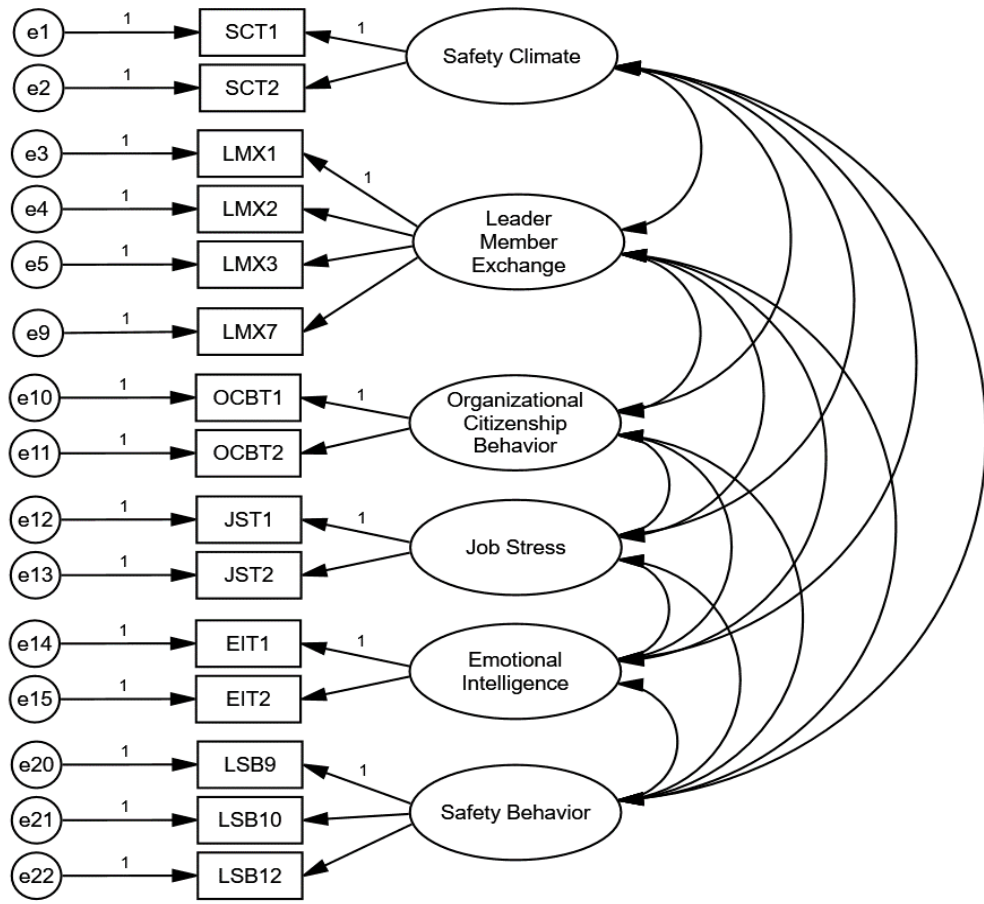 e1 1 SCT1 1 Safety Climate
e2 1 SCT2
e3 1 LMX1 1
e4 1 LMX2
Leader
Member
Exchange
e5 1 LMX3
e9 1 LMX7
e10 1 OCBT1 1
Organizational
Citizenship
Behavior
e11 1 OCBT2
e12 1 JST1 1
Job Stress
e13 1 JST2
e14 1 EIT1 1
Emotional
Intelligence
e15 1 EIT2
e20 1 LSB9 1
e21 1 LSB10 Safety Behavior
e22 1 LSB12